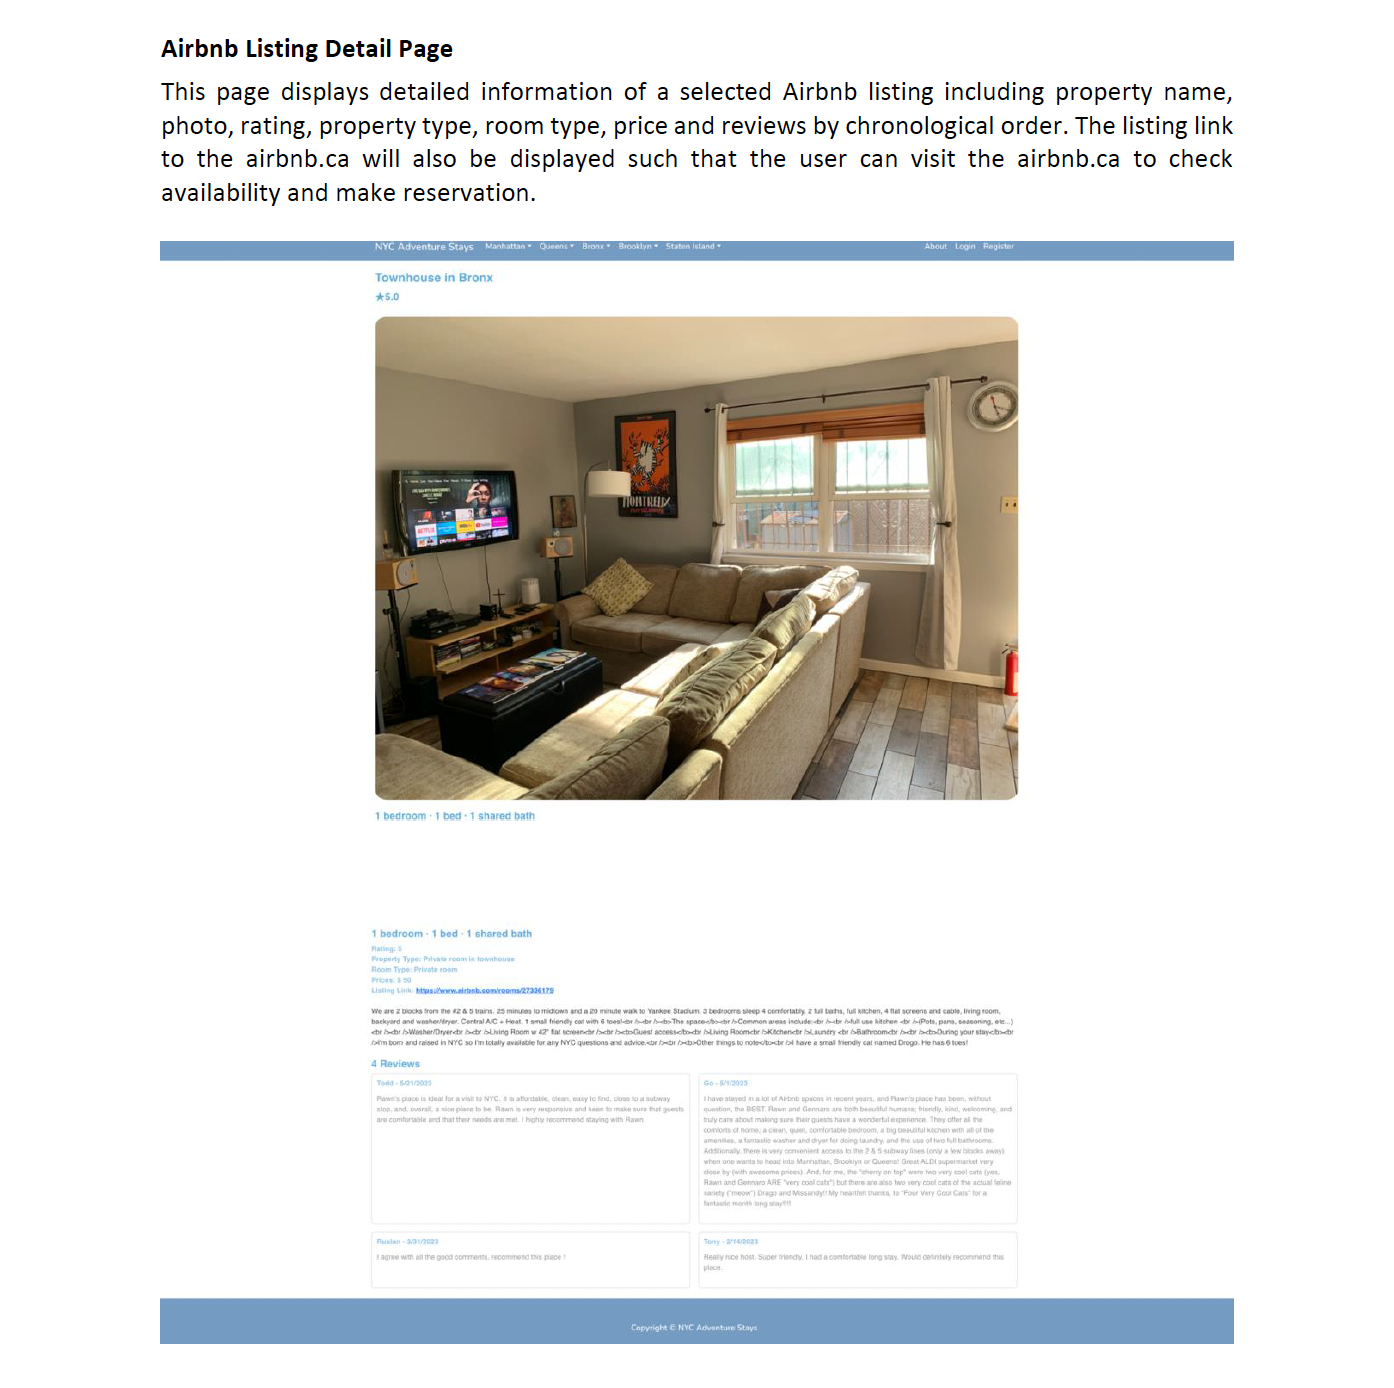 Airbnb Listing Detail Page
This page displays detailed information of a selected Airbnb listing including property name,
photo, rating, property type, room type, price and reviews by chronological order. The listing link
to the airbnb.ca will also be displayed such that the user can visit the airbnb.ca to check
availability and make reservation.
NYC Adventure Stays Manhattan Queens Bronx Brooklyn Staten Island About Login Register
Townhouse in Bronx
★5.0
NETFLIX
MONTREUX
1 bedroom · 1 bed · 1 shared bath
1 bedroom · 1 bed · 1 shared bath
Rating: 5
Property Type: Private room in townhouse
Room Type: Private room
Prices: $ 50
Listing Link: https://www.airbnb.com/rooms/27336175
We are 2 blocks from the #2 & 5 trains. 25 minutes to midtown and a 20 minute walk to Yankee Stadium. 3 bedrooms sleep 4 comfortably. 2 full baths, full kitchen, 4 flat screens and cable, living room,
backyard and washer/dryer. Central A/C + Heat. 1 small friendly cat with 6 toes!<br /><br /><b>The space</b><br />Common areas include:<br /><br />full use kitchen <br />(Pots, pans, seasoning, etc...)
<br /><br />Washer/Dryer<br /><br />Living Room w 42" flat screen<br /><br /><b>Guest access</b><br />Living Room<br />Kitchen<br />Laundry <br />Bathroom<br /><br /><b>During your stay</b><br
/>I'm born and raised in NYC so I'm totally available for any NYC questions and advice.<br /><br /><b>Other things to note</b><br />I have a small friendly cat named Drogo. He has 6 toes!
4 Reviews
Todd - 5/21/2023
Rawn's place is ideal for a visit to NYC. It is affordable, clean, easy to find, close to a subway
stop, and, overall, a nice place to be. Rawn is very responsive and keen to make sure that guests
are comfortable and that their needs are met. I highly recommend staying with Rawn.
Go - 5/1/2023
I have stayed in a lot of Airbnb spaces in recent years, and Rawn's place has been, without
question, the BEST. Rawn and Gennaro are both beautiful humans; friendly, kind, welcoming, and
truly care about making sure their guests have a wonderful experience. They offer all the
comforts of home; a clean, quiet, comfortable bedroom, a big beautiful kitchen with all of the
amenities, a fantastic washer and dryer for doing laundry, and the use of two full bathrooms.
Additionally, there is very convenient access to the 2 & 5 subway lines (only a few blocks away)
when one wants to head into Manhattan, Brooklyn or Queens! Great ALDI supermarket very
close by (with awesome prices). And, for me, the "cherry on top" were two very cool cats (yes,
Rawn and Gennaro ARE "very cool cats") but there are also two very cool cats of the actual feline
variety ("meow") Drago and Missandy!! My heartfelt thanks, to "Four Very Cool Cats" for a
fantastic month long stay!!!!
Ruslan - 3/31/2023
I agree with all the good comments, recommend this place !
Tony - 2/14/2023
Really nice host. Super friendly. I had a comfortable long stay. Would definitely recommend this
place.
Copyright © NYC Adventure Stays